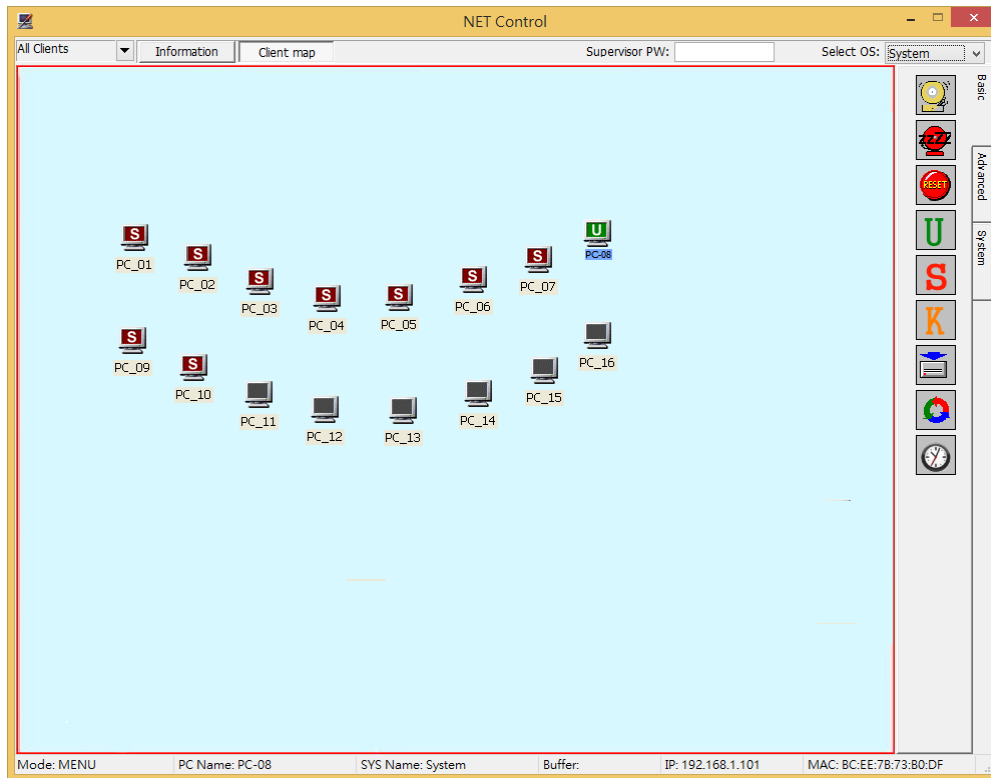 NET Control
All Clients
Information
Client map
Supervisor PW:
Select OS:
System
Basic
Advanced
System
zzZZ
RESET
U
S
K
S
PC_01
S
PC_02
S
PC_03
S
PC_04
S
PC_05
S
PC_06
S
PC_07
U
PC-08
S
PC_09
S
PC_10
PC_11
PC_12
PC_13
PC_14
PC_15
PC_16
Mode: MENU
PC Name: PC-08
SYS Name: System
Buffer:
IP: 192.168.1.101
MAC: BC:EE:7B:73:B0:DF